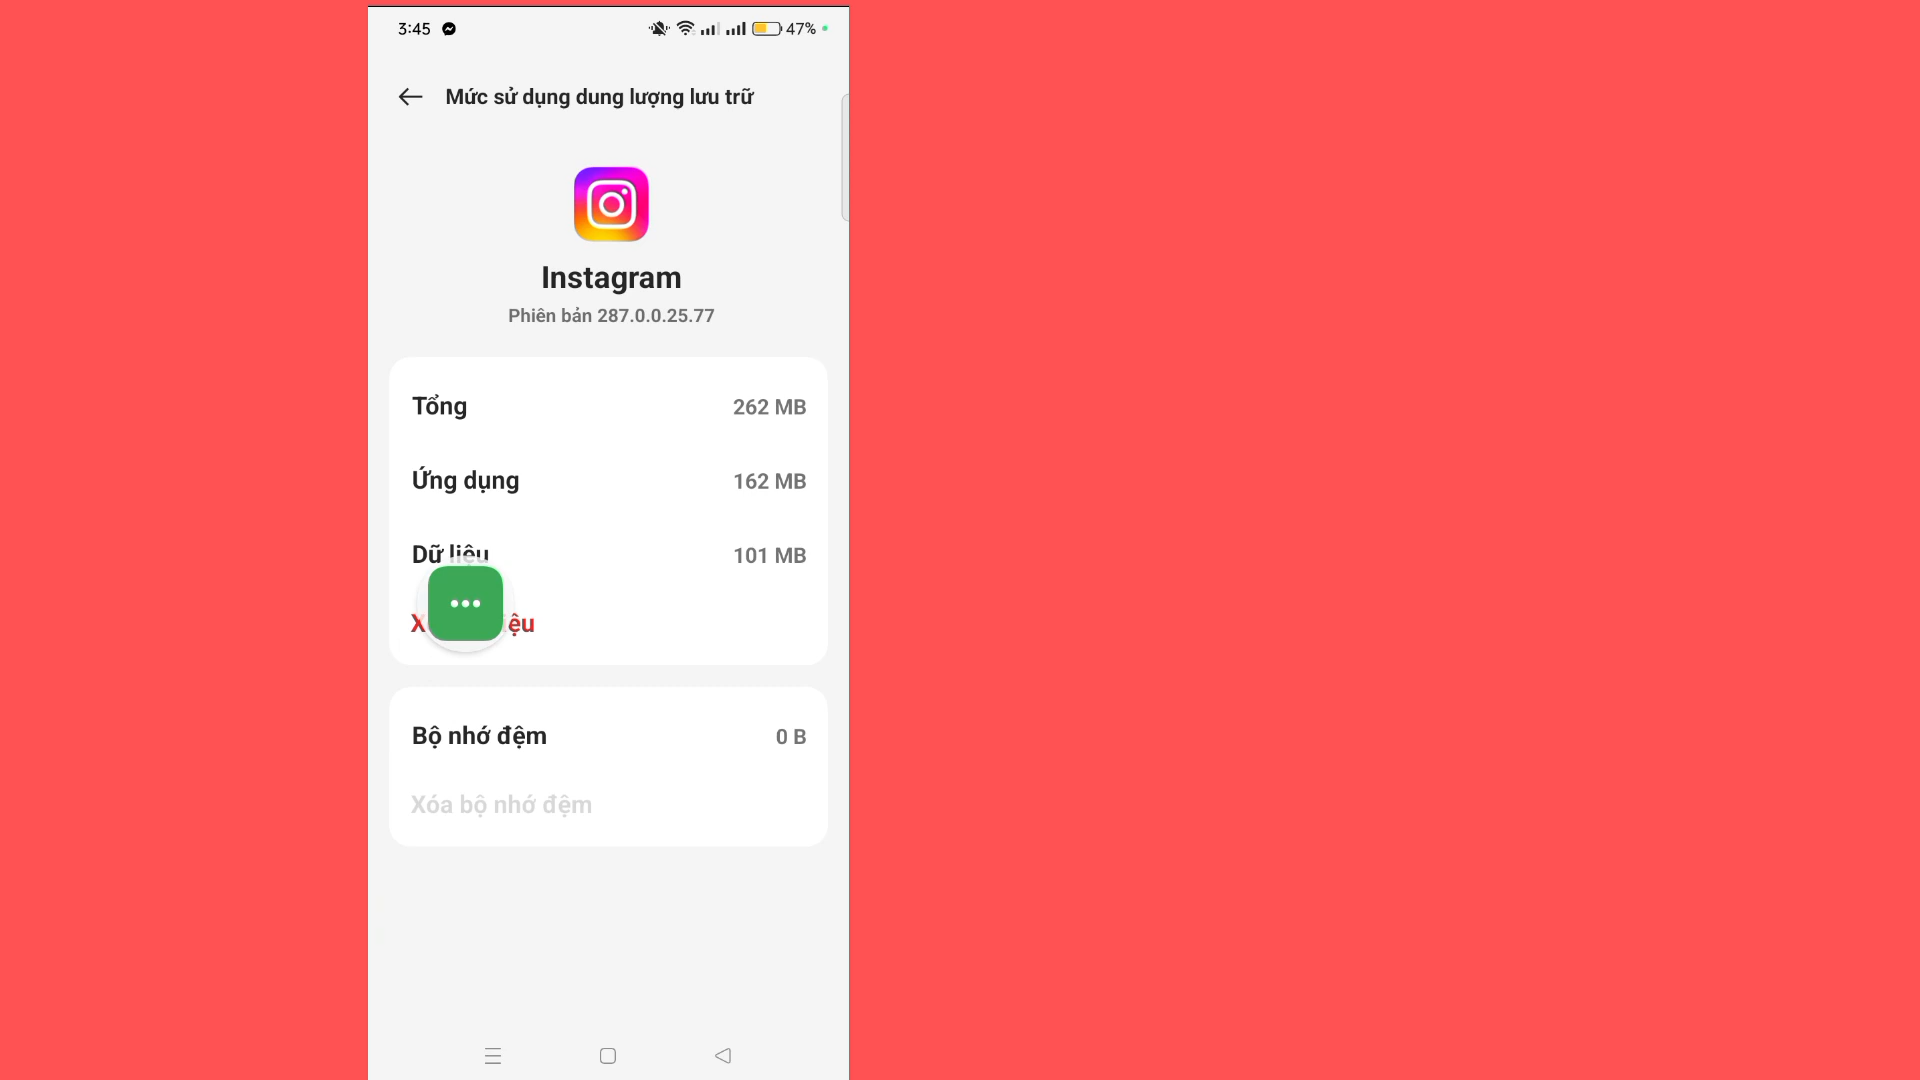 3:45 47%
Mức sử dụng dung lượng lưu trữ
Instagram
Phiên bản 287.0.0.25.77
Tổng 262 MB
Ứng dụng 162 MB
Dữ liệu 101 MB
Bộ nhớ đệm 0 B
Xóa bộ nhớ đệm